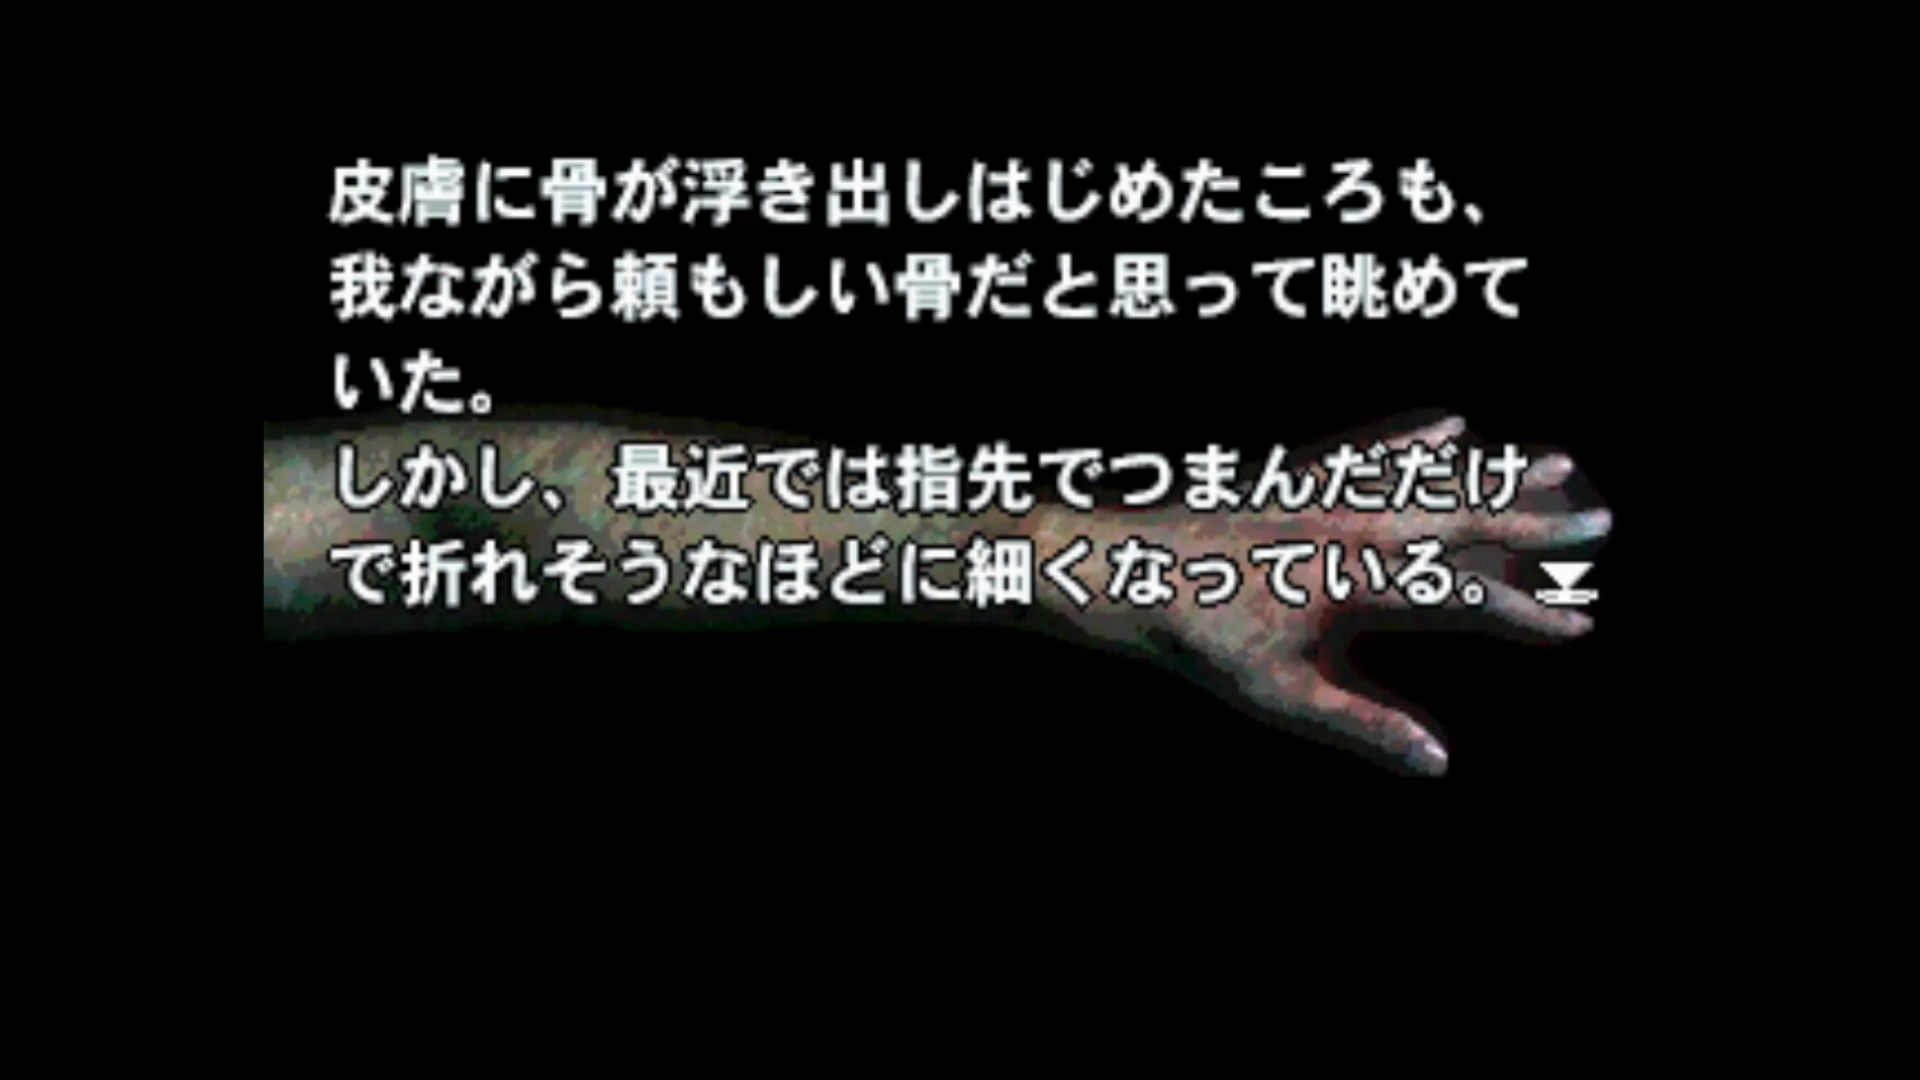 皮膚に骨が浮き出しはじめたころも、
我ながら頼もしい骨だと思って眺めて
いた。
しかし、最近では指先でつまんだだけ
で折れそうなほどに細くなっている。